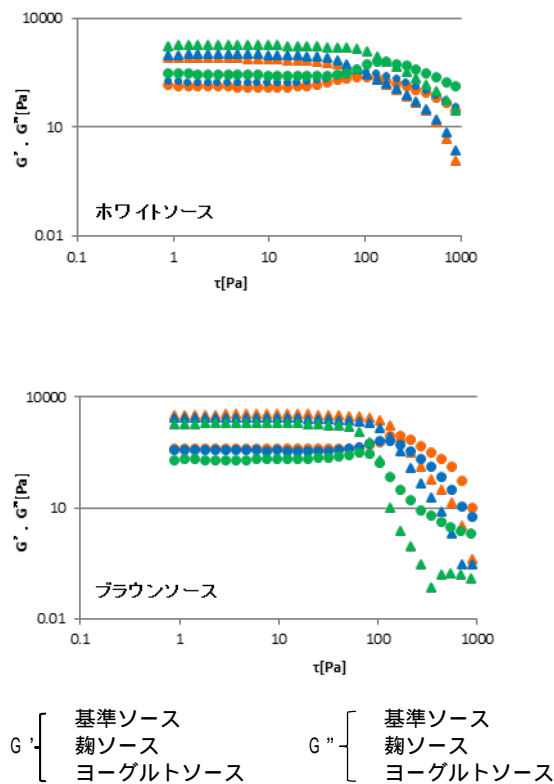 10000
10
0.01
G’ . G”[Pa]
ホワイトソース
0.1 1 10 100 1000
τ[Pa]
10000
10
0.01
G’ . G”[Pa]
ブラウンソース
0.1 1 10 100 1000
τ[Pa]
G’ 基準ソース
麹ソース
ヨーグルトソース
G” 基準ソース
麹ソース
ヨーグルトソース